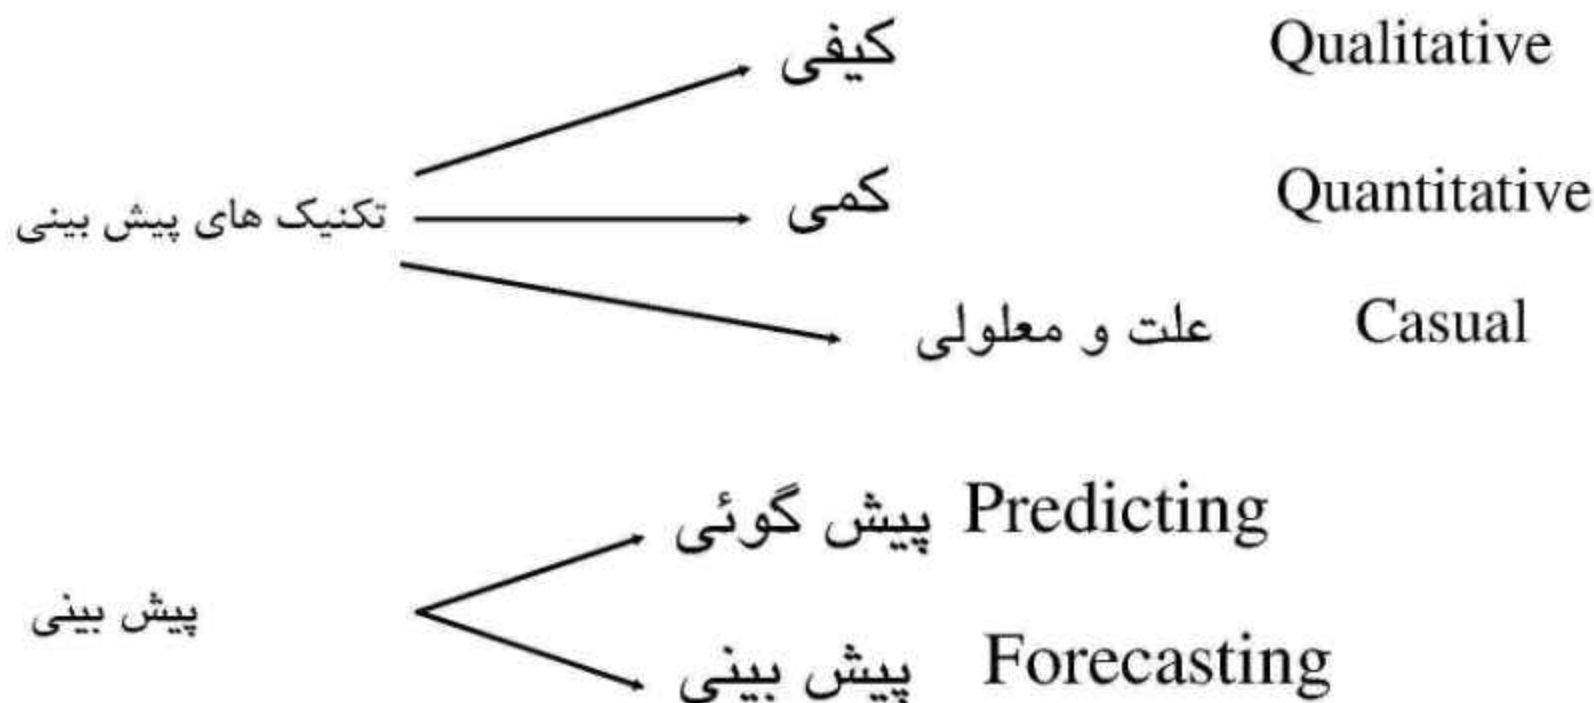 کیفی Qualitative
تکنیک های پیش بینی کمی Quantitative
علت و معلولی Casual
پیش گوئی Predicting
پیش بینی
پیش بینی Forecasting